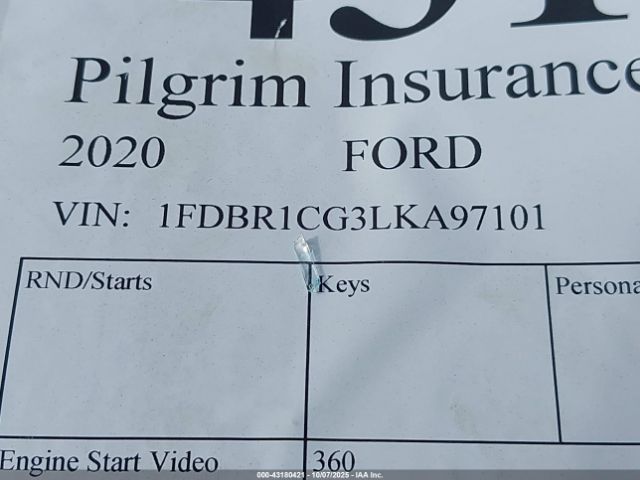 Pilgrim Insurance
2020 FORD
VIN: 1FDBR1CG3LKA97101
RND/Starts Keys Persona
Engine Start Video 360
000-43180421 - 10/07/2025 - IAA Inc.